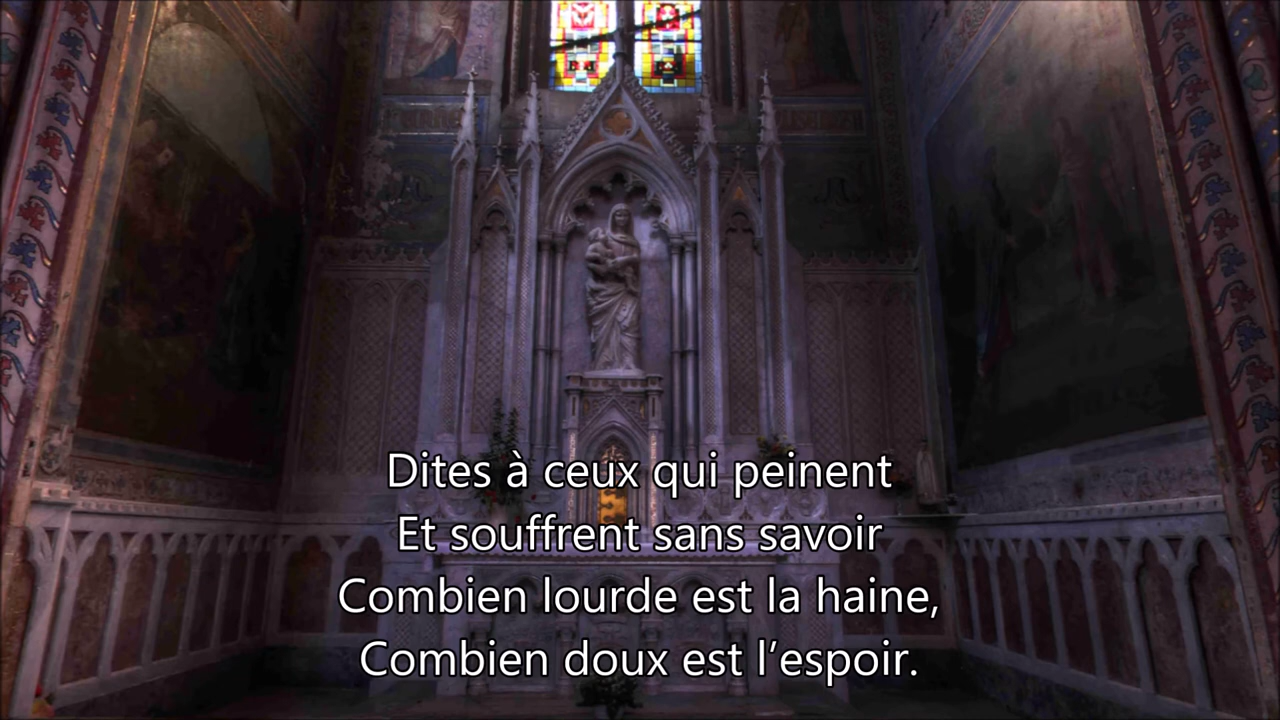 Dites à ceux qui peinent
Et souffrent sans savoir
Combien lourde est la haine,
Combien doux est l’espoir.